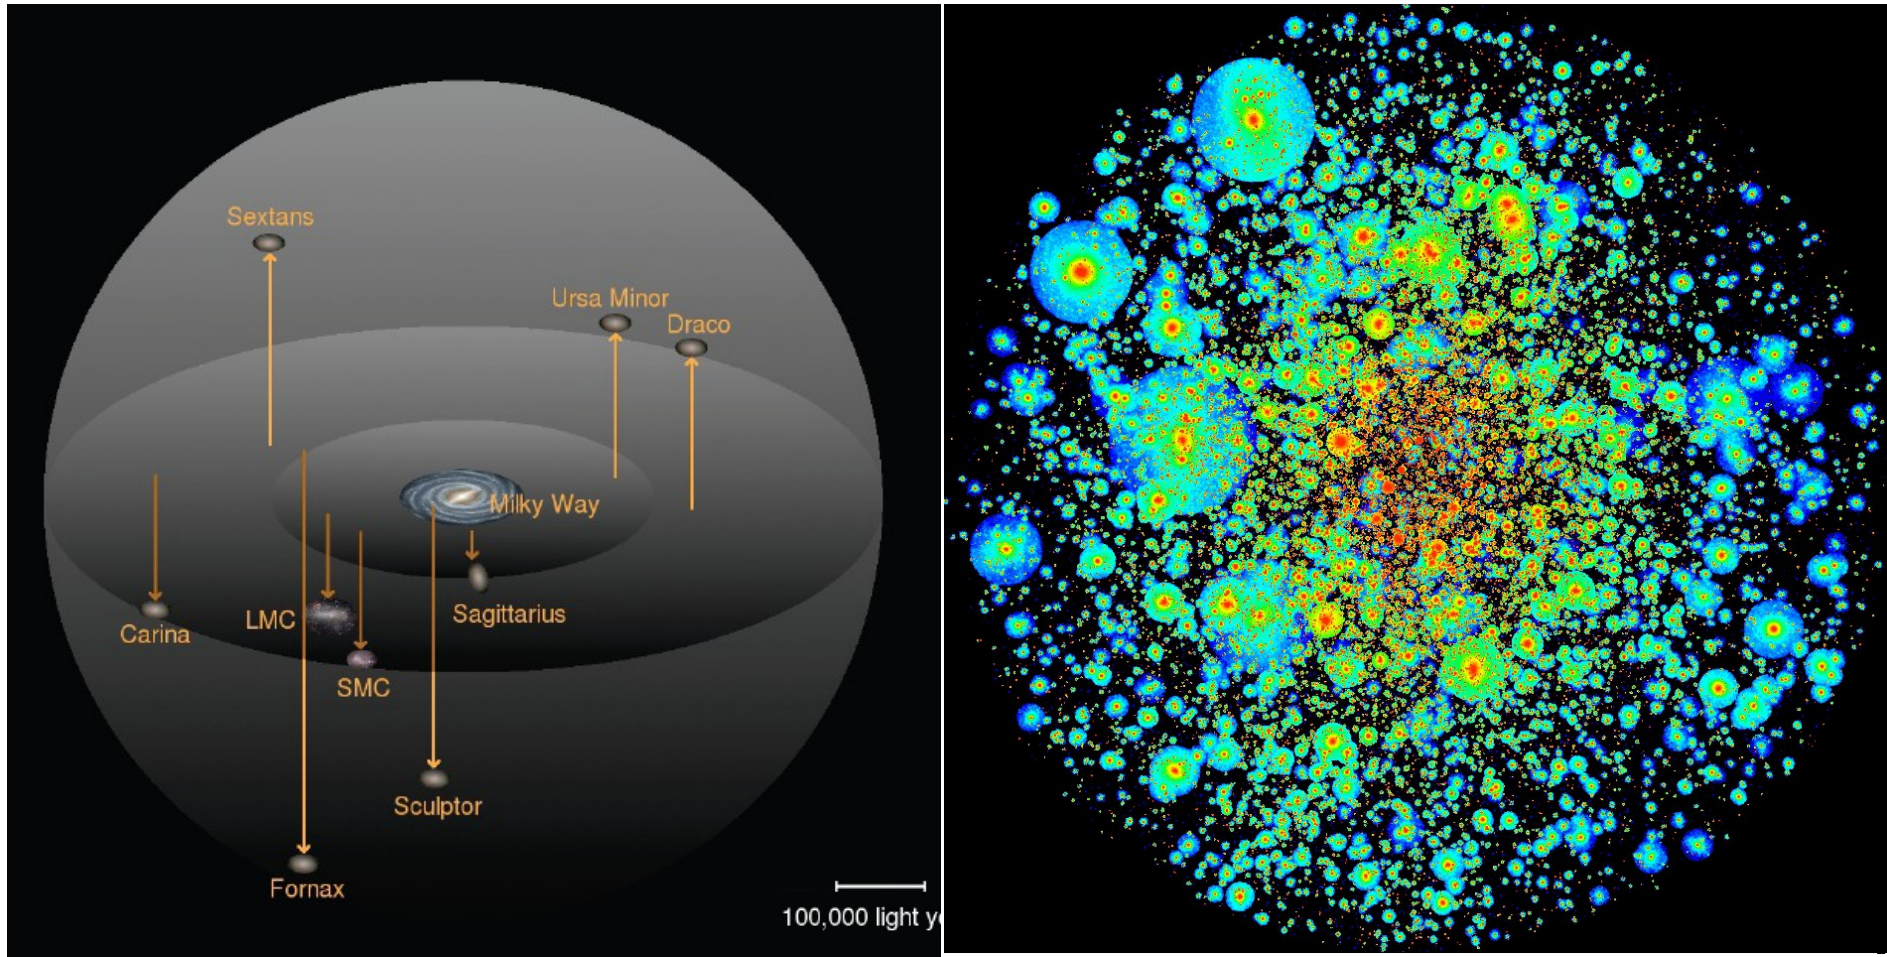 Sextans
Ursa Minor
Draco
Milky Way
LMC
Sagittarius
Carina
SMC
Sculptor
Fornax
100,000 light